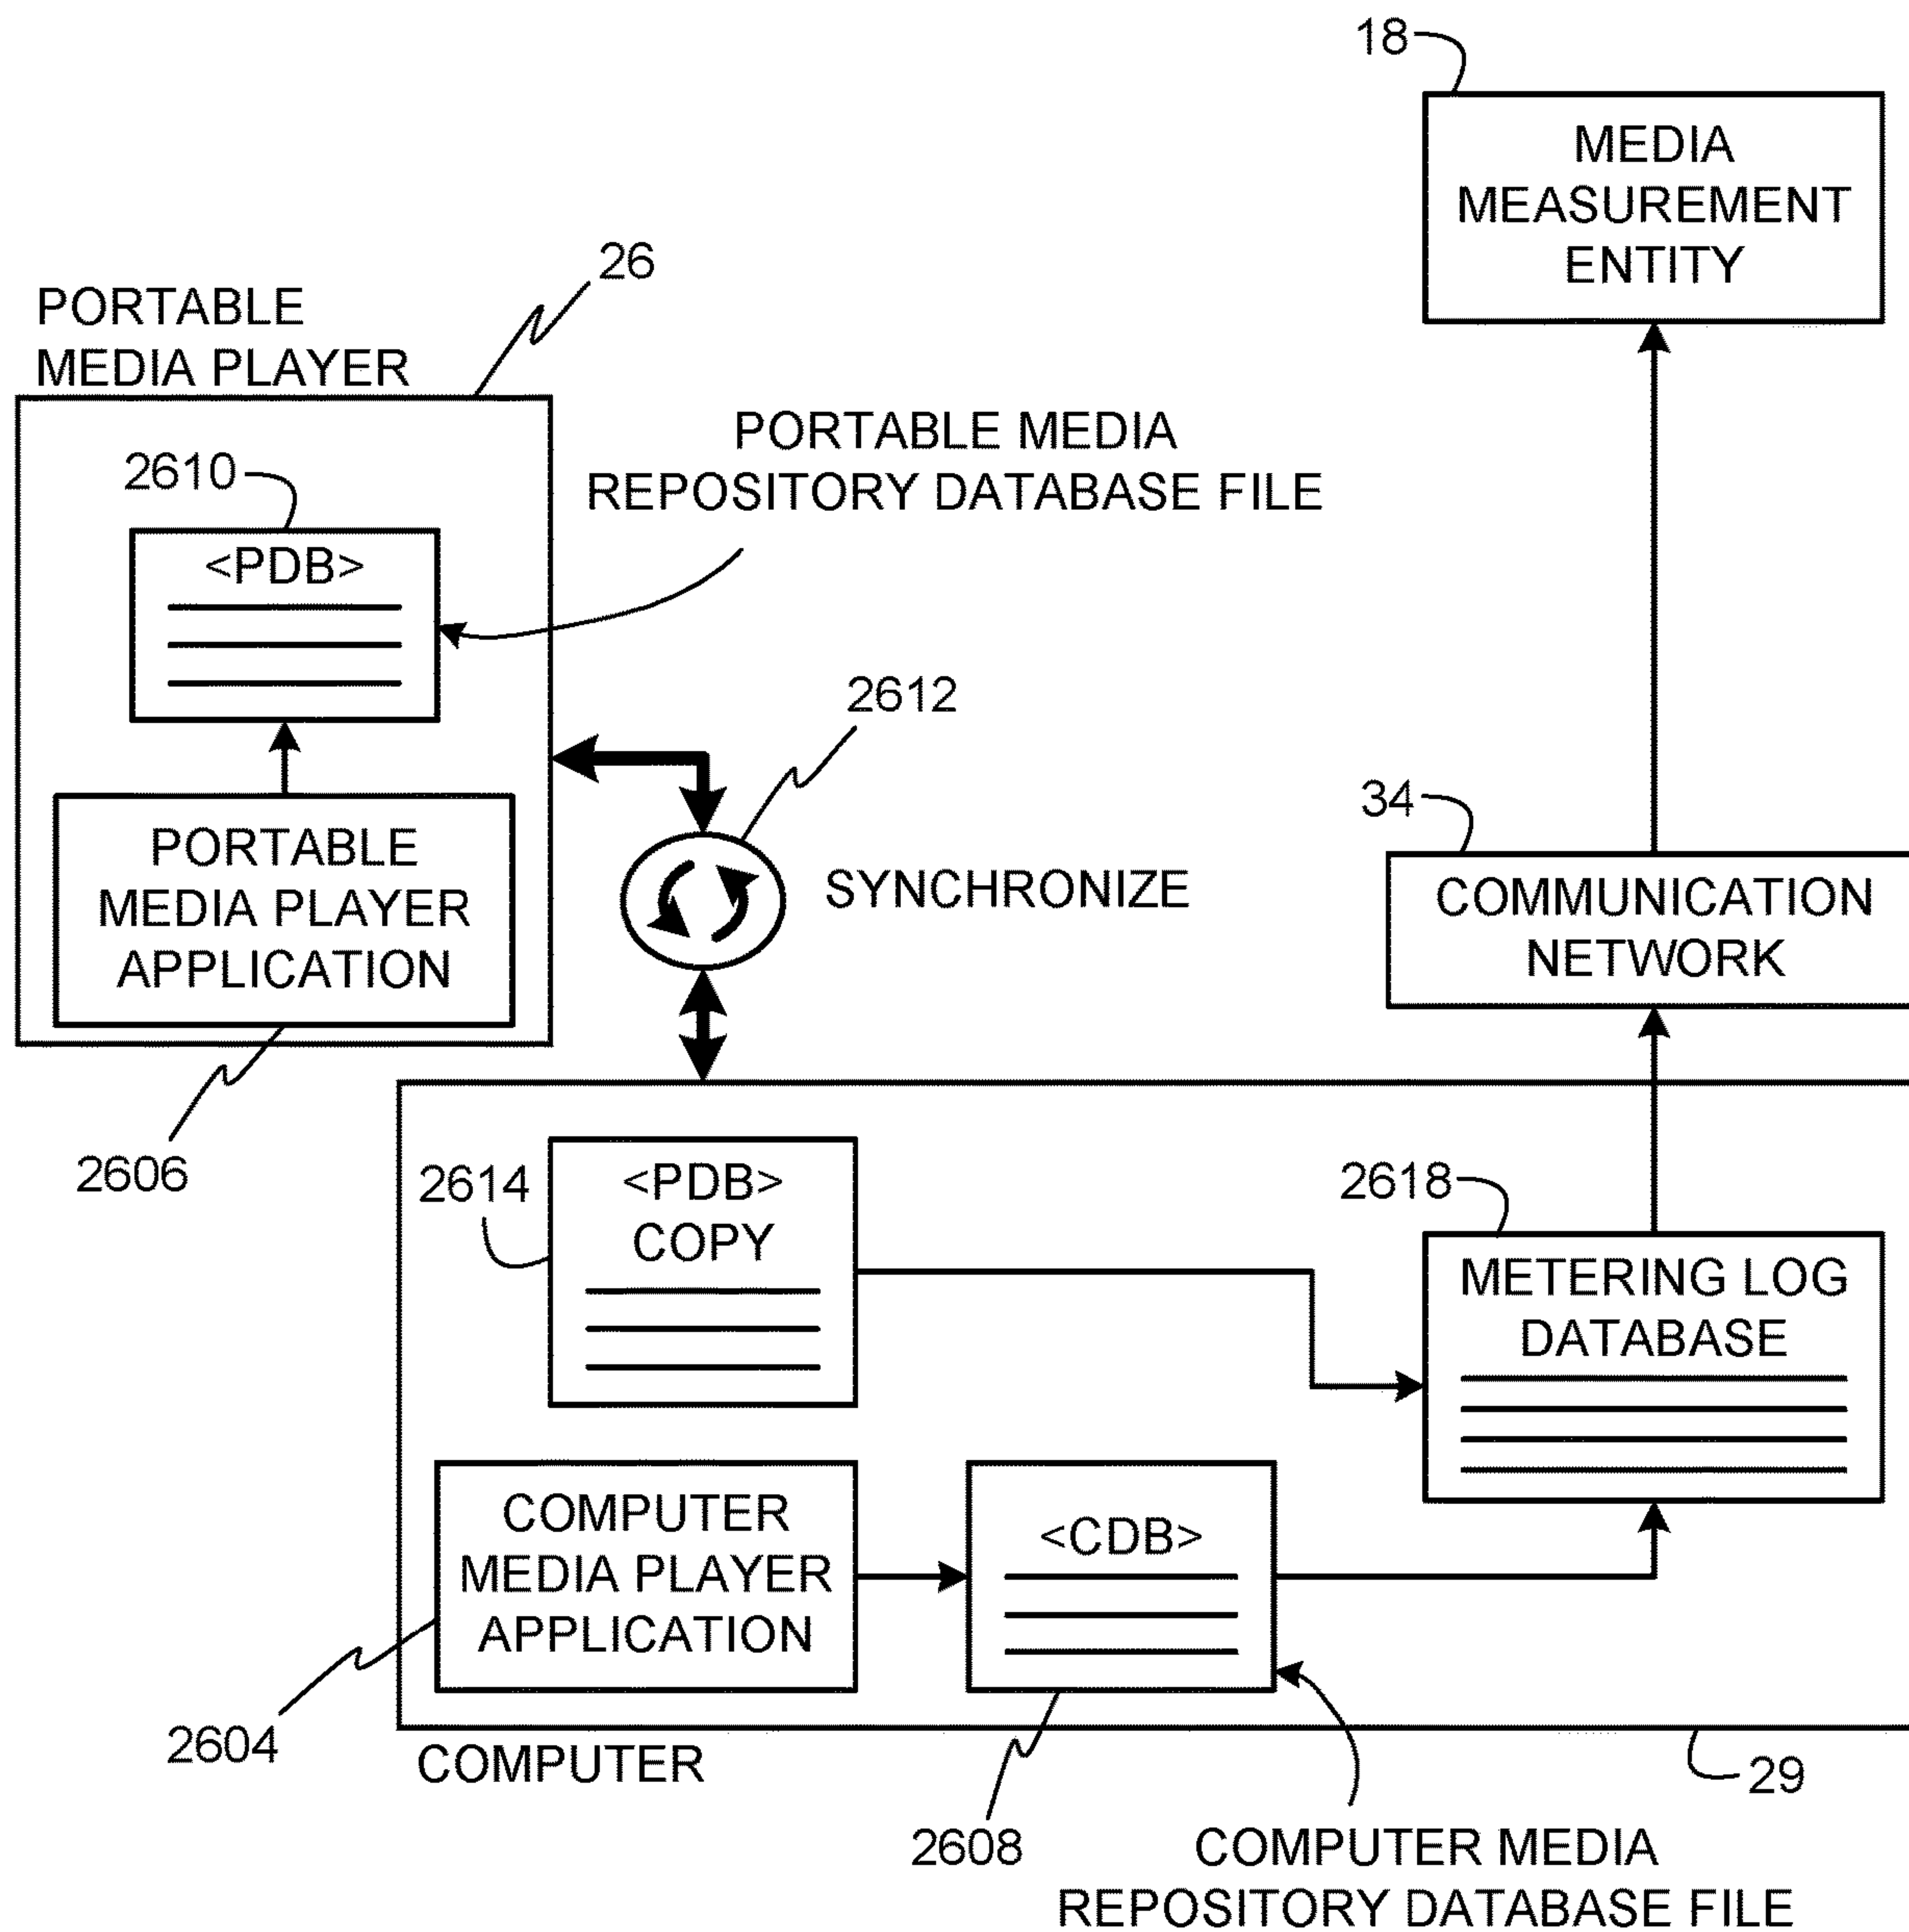 18
MEDIA
MEASUREMENT
ENTITY
26
PORTABLE
MEDIA PLAYER
PORTABLE MEDIA
REPOSITORY DATABASE FILE
2610
<PDB>
2612
PORTABLE
MEDIA PLAYER
APPLICATION
SYNCHRONIZE
34
COMMUNICATION
NETWORK
2606
2614
<PDB>
COPY
2618
METERING LOG
DATABASE
COMPUTER
MEDIA PLAYER
APPLICATION
<CDB>
2604
COMPUTER
29
2608
COMPUTER MEDIA
REPOSITORY DATABASE FILE